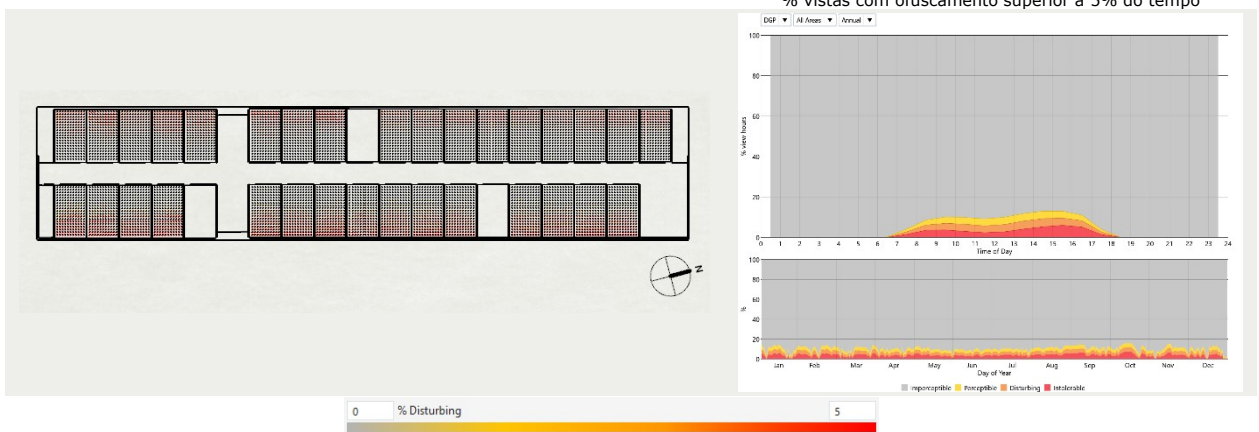 % vistas com ofuscamento superior a 5% do tempo
DGP ▼ All Areas ▼ Annual ▼
100
80
60
40
20
0
% view hours
0 1 2 3 4 5 6 7 8 9 10 11 12 13 14 15 16 17 18 19 20 21 22 23 24
Time of Day
100
80
60
40
20
0
%
Jan Feb Mar Apr May Jun Jul Aug Sep Oct Nov Dec
Day of Year
Imperceptible Perceptible Disturbing Intolerable
N
0 % Disturbing 5